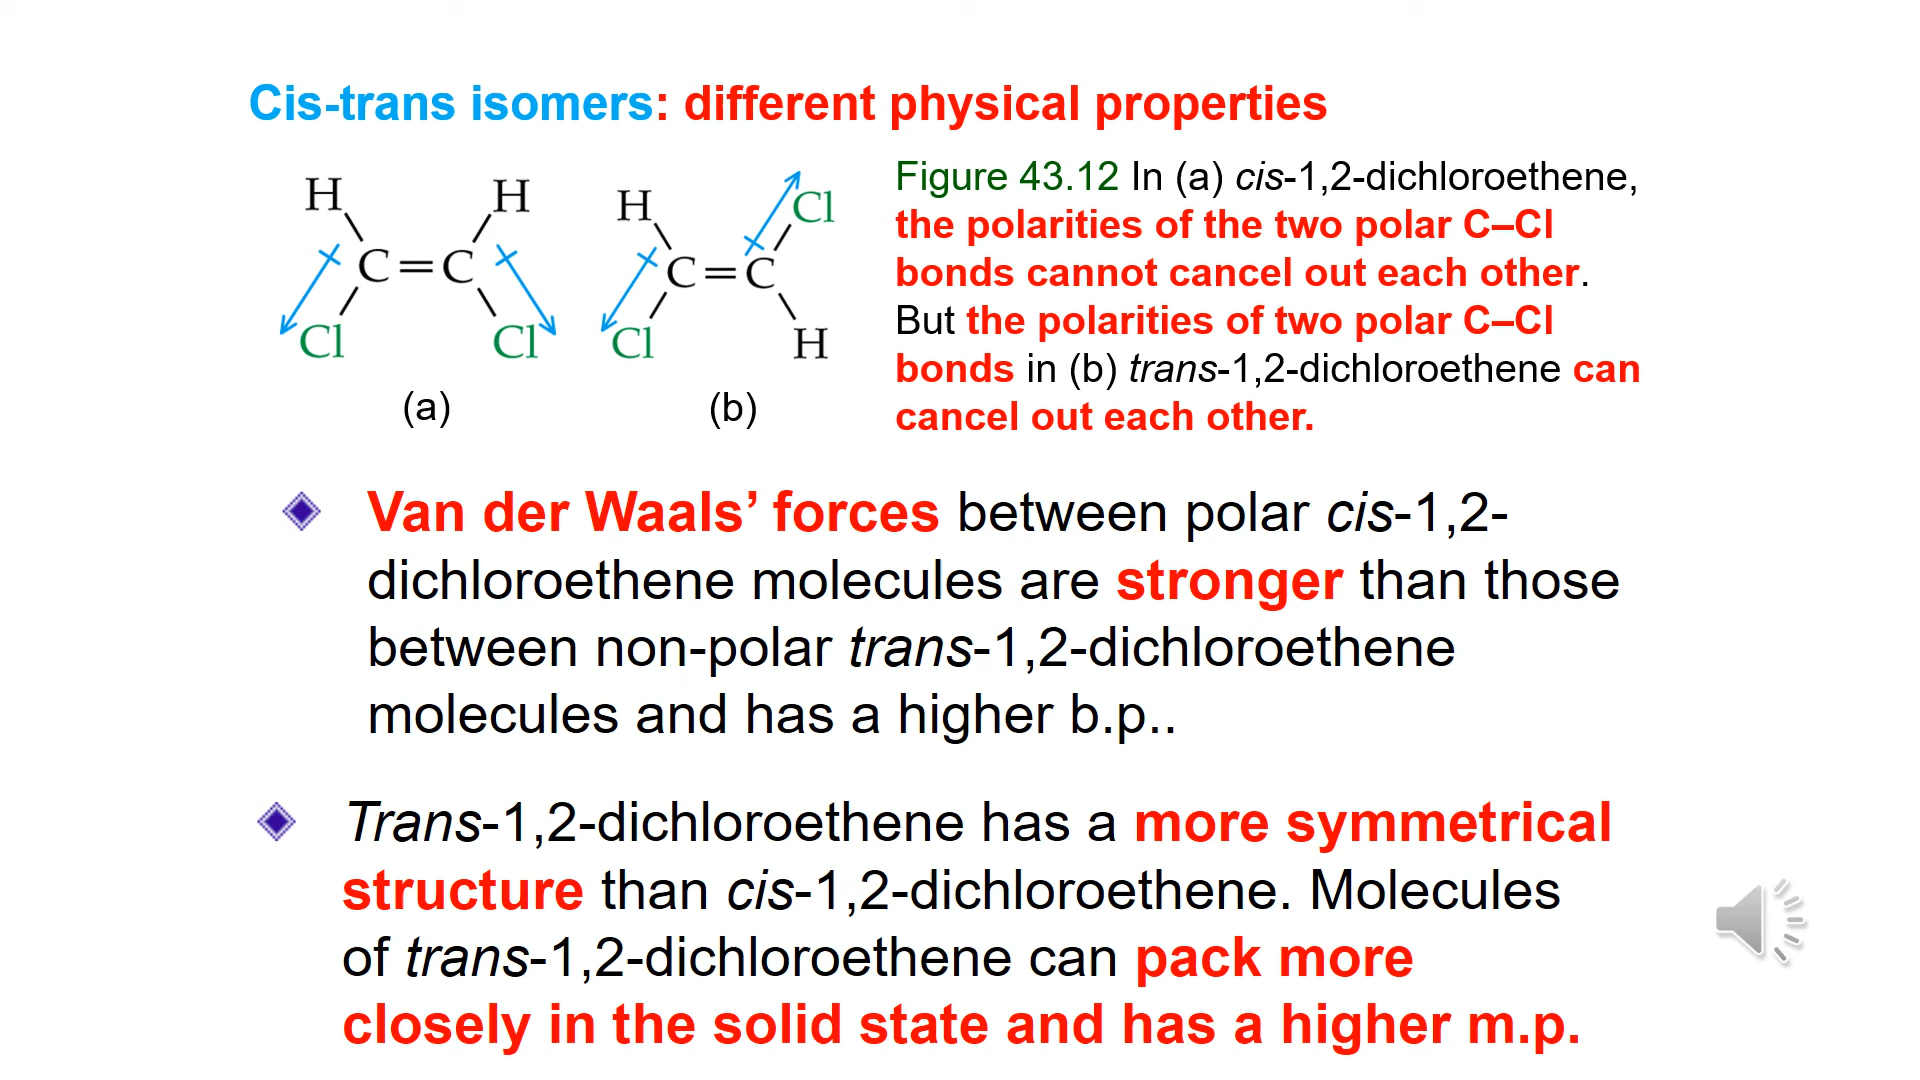 Cis-trans isomers: different physical properties
H H
C=C
Cl Cl
(a)
H Cl
C=C
Cl H
(b)
Figure 43.12 In (a) cis-1,2-dichloroethene,
the polarities of the two polar C–Cl
bonds cannot cancel out each other.
But the polarities of two polar C–Cl
bonds in (b) trans-1,2-dichloroethene can
cancel out each other.
Van der Waals’ forces between polar cis-1,2-
dichloroethene molecules are stronger than those
between non-polar trans-1,2-dichloroethene
molecules and has a higher b.p..
Trans-1,2-dichloroethene has a more symmetrical
structure than cis-1,2-dichloroethene. Molecules
of trans-1,2-dichloroethene can pack more
closely in the solid state and has a higher m.p.